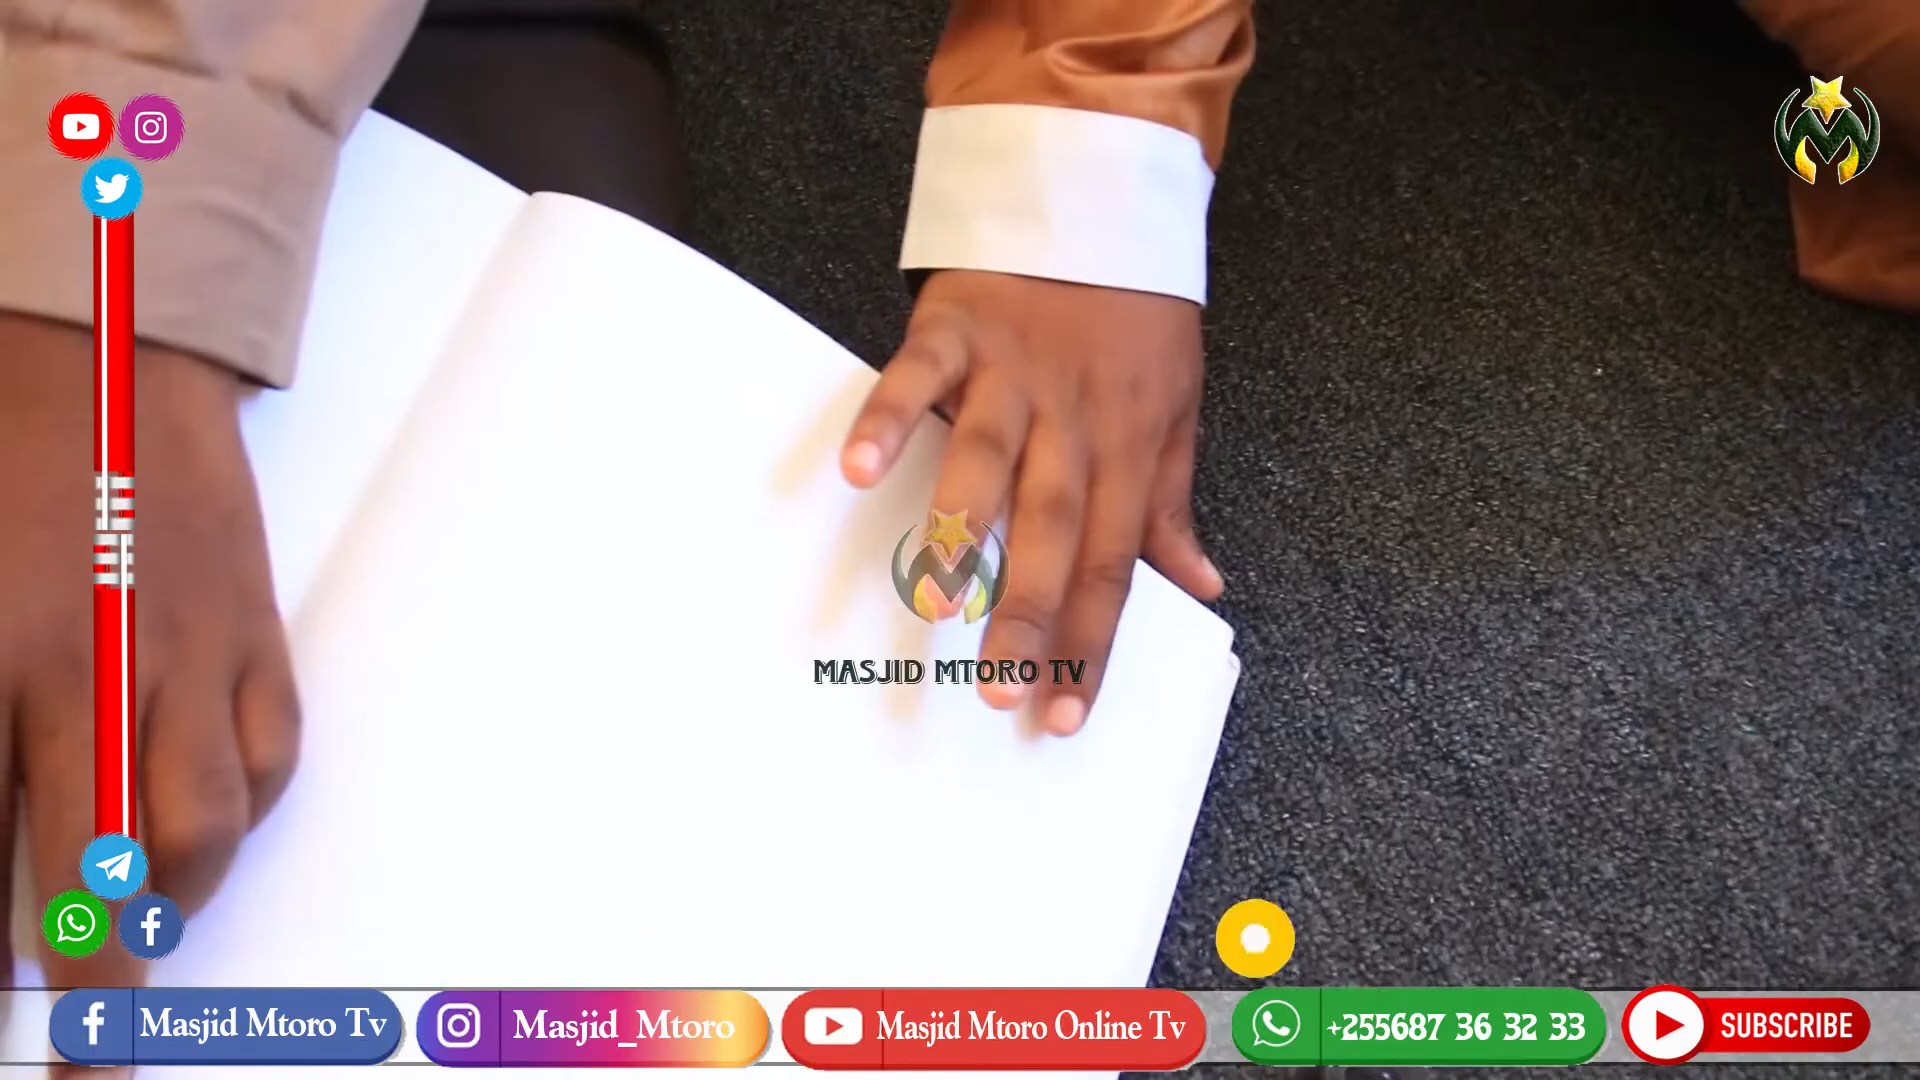 MASJID MTORO TV
Masjid Mtoro Tv
Masjid_Mtoro
Masjid Mtoro Online Tv
+255687 36 32 33
SUBSCRIBE